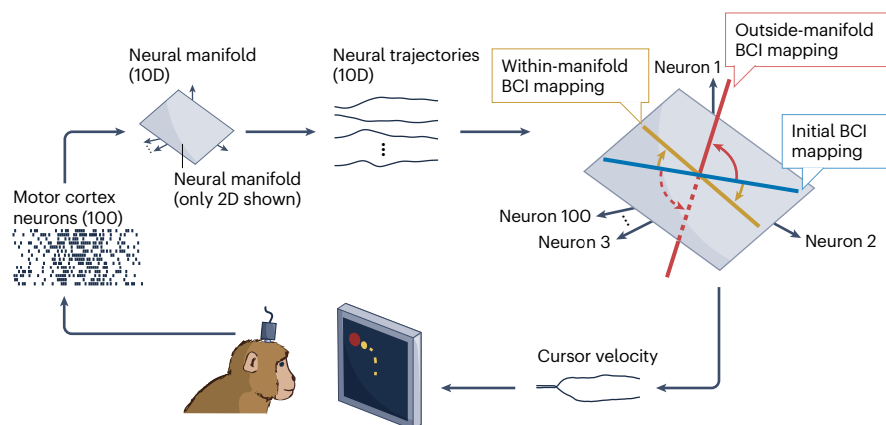 Neural manifold
(10D)
Neural trajectories
(10D)
Outside-manifold
BCI mapping
Within-manifold
BCI mapping
Neuron 1
Initial BCI
mapping
Neural manifold
(only 2D shown)
Motor cortex
neurons (100)
Neuron 100
Neuron 3
Neuron 2
Cursor velocity